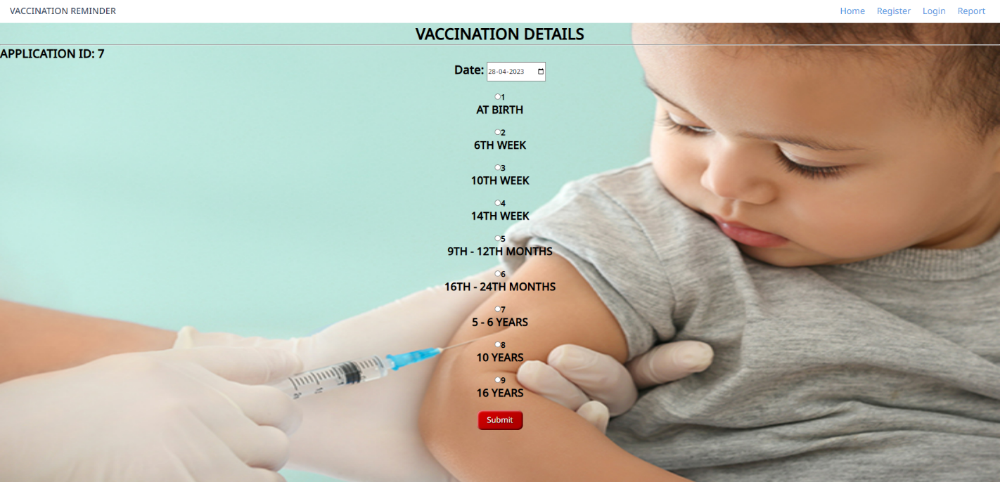 VACCINATION REMINDER Home Register Login Report
VACCINATION DETAILS
APPLICATION ID: 7
Date: 28-04-2023
1
AT BIRTH
2
6TH WEEK
3
10TH WEEK
4
14TH WEEK
5
9TH - 12TH MONTHS
6
16TH - 24TH MONTHS
7
5 - 6 YEARS
8
10 YEARS
9
16 YEARS
Submit